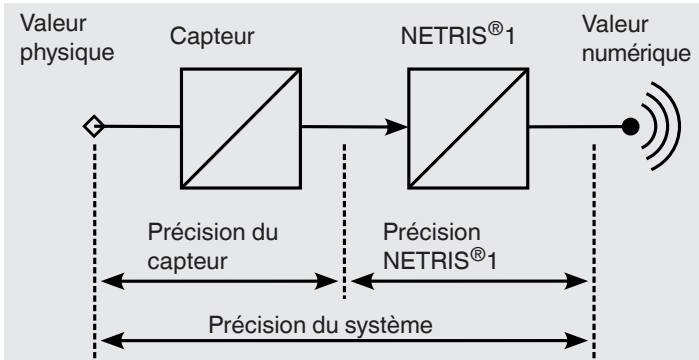 Valeur
physique
Capteur
NETRIS®1
Valeur
numérique
Précision du
capteur
Précision
NETRIS®1
Précision du système